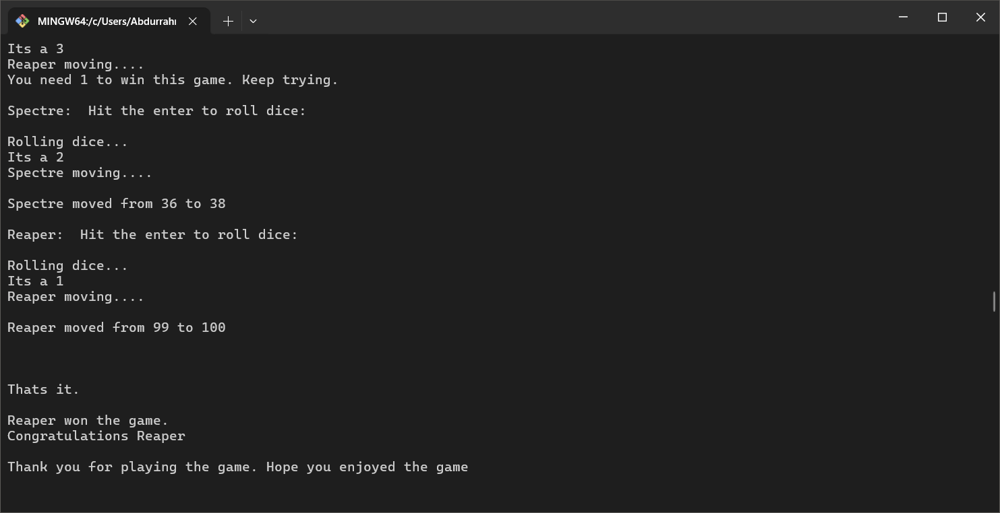 MINGW64:/c/Users/Abdurrah
Its a 3
Reaper moving....
You need 1 to win this game. Keep trying.
Spectre:  Hit the enter to roll dice:
Rolling dice...
Its a 2
Spectre moving....
Spectre moved from 36 to 38
Reaper:  Hit the enter to roll dice:
Rolling dice...
Its a 1
Reaper moving....
Reaper moved from 99 to 100
Thats it.
Reaper won the game.
Congratulations Reaper
Thank you for playing the game. Hope you enjoyed the game